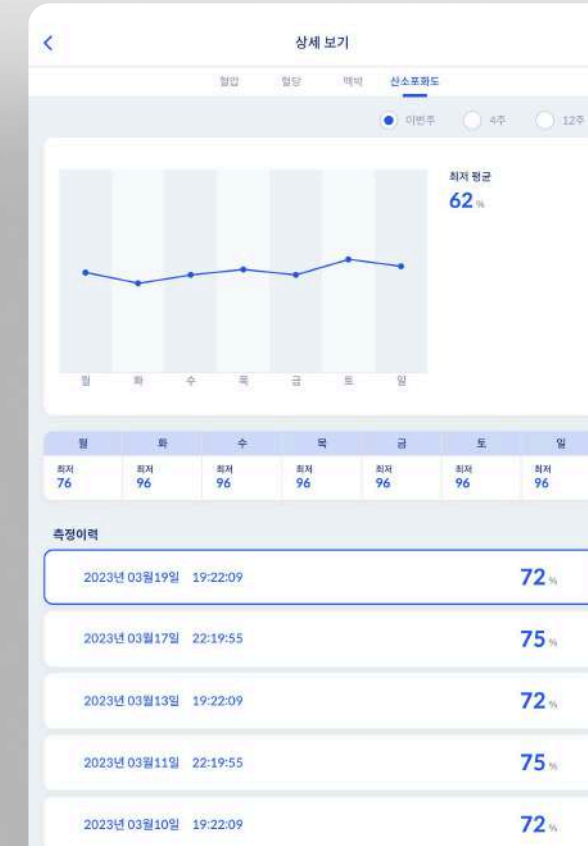 상세 보기
혈압 혈당 맥박 산소포화도
이번주 4주 12주
최저 평균
62 %
월 화 수 목 금 토 일
월 화 수 목 금 토 일
최저 최저 최저 최저 최저 최저 최저
76 96 96 96 96 96 96
측정이력
2023년 03월19일 19:22:09 72 %
2023년 03월17일 22:19:55 75 %
2023년 03월13일 19:22:09 72 %
2023년 03월11일 22:19:55 75 %
2023년 03월10일 19:22:09 72 %